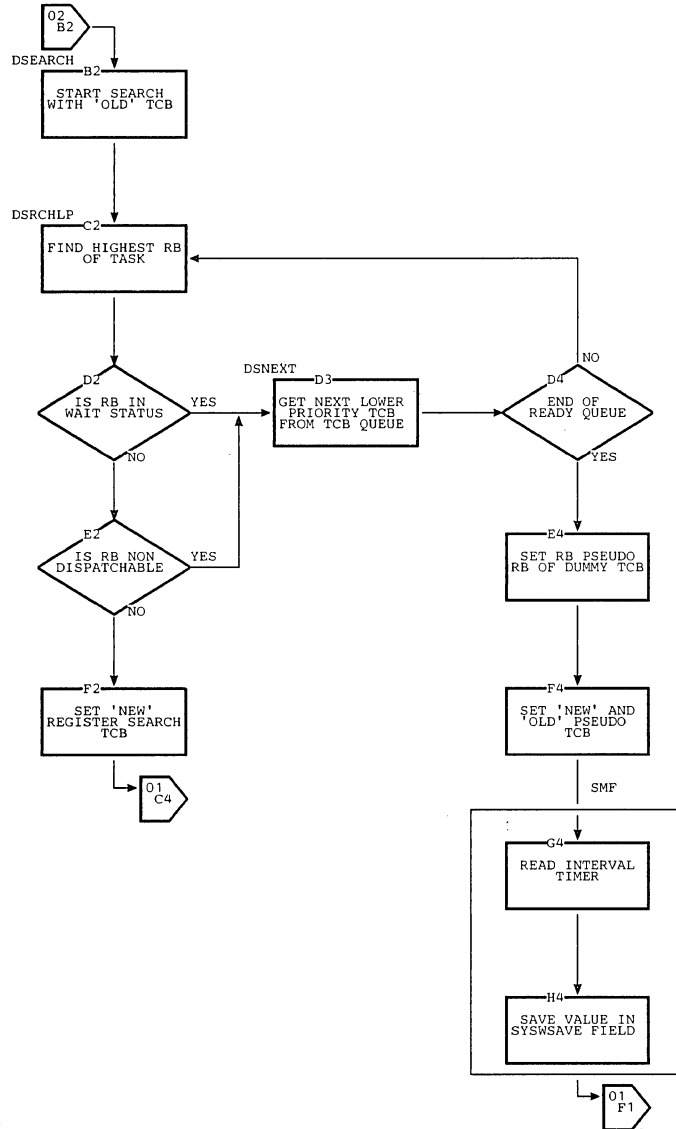 02
B2
DSEARCH
B2
START SEARCH
WITH 'OLD' TCB
DSRCHLP
C2
FIND HIGHEST RB
OF TASK
D2
IS RB IN
WAIT STATUS
YES
NO
DSNEXT
D3
GET NEXT LOWER
PRIORITY TCB
FROM TCB QUEUE
NO
D4
END OF
READY QUEUE
YES
E2
IS RB NON
DISPATCHABLE
YES
NO
E4
SET RB PSEUDO
RB OF DUMMY TCB
F2
SET 'NEW'
REGISTER SEARCH
TCB
F4
SET 'NEW' AND
'OLD' PSEUDO
TCB
01
C4
SMF
G4
READ INTERVAL
TIMER
H4
SAVE VALUE IN
SYSWSAVE FIELD
01
F1